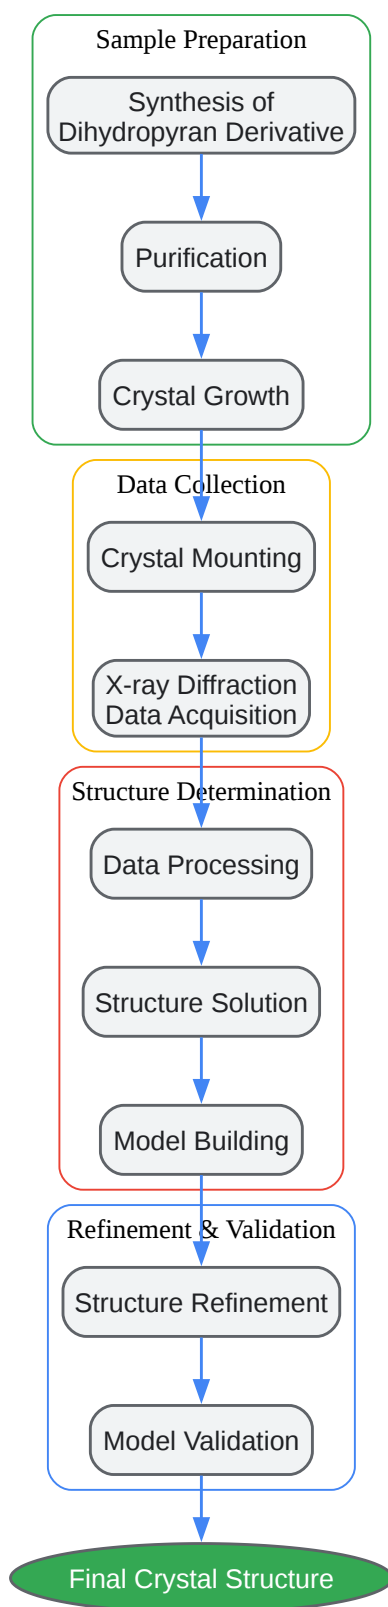 Sample Preparation
Synthesis of
Dihydropyran Derivative
Purification
Crystal Growth
Data Collection
Crystal Mounting
X-ray Diffraction
Data Acquisition
Structure Determination
Data Processing
Structure Solution
Model Building
Refinement & Validation
Structure Refinement
Model Validation
Final Crystal Structure